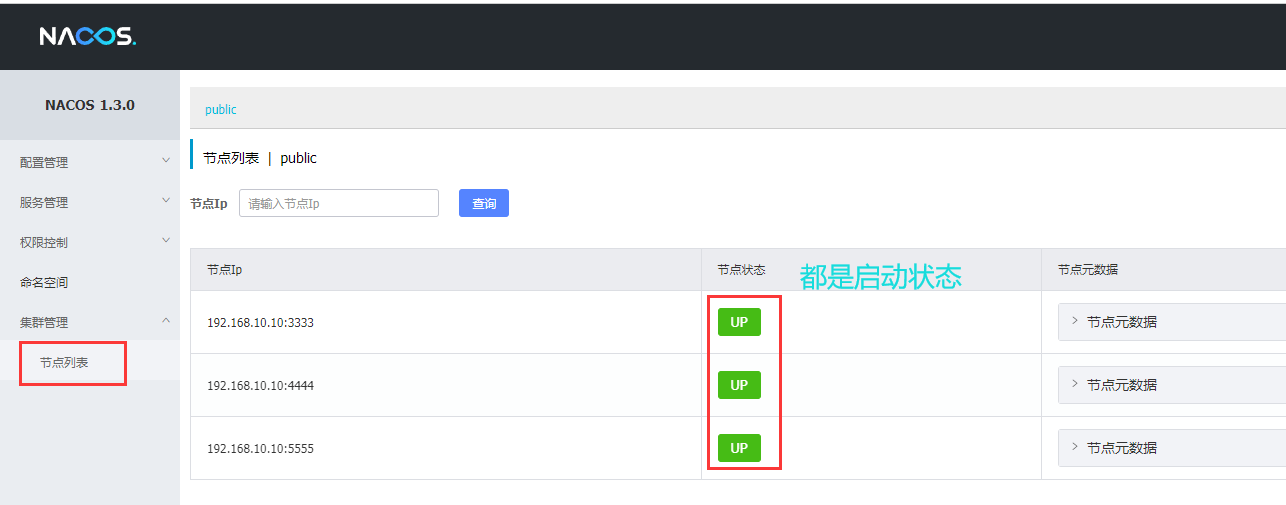 NACOS.
NACOS 1.3.0
配置管理
服务管理
权限控制
命名空间
集群管理
节点列表
public
节点列表 | public
节点Ip 请输入节点Ip 查询
节点Ip 节点状态 都是启动状态 节点元数据
192.168.10.10:3333 UP 节点元数据
192.168.10.10:4444 UP 节点元数据
192.168.10.10:5555 UP 节点元数据